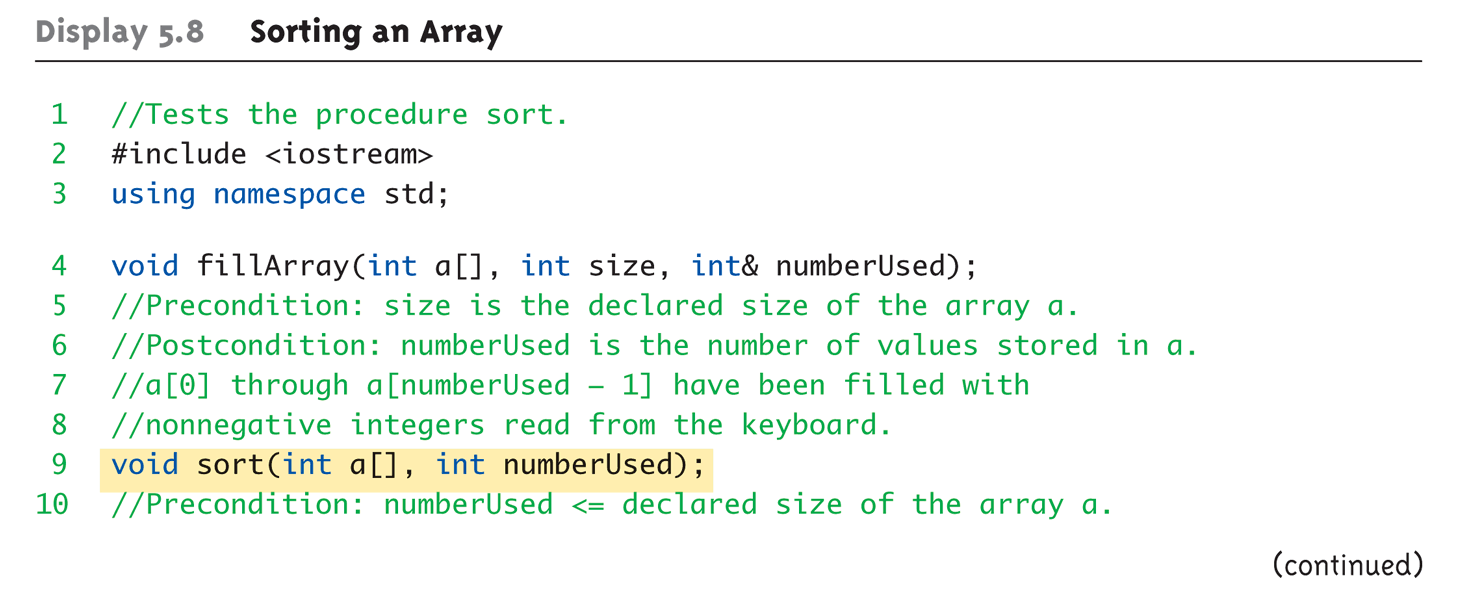 Display 5.8 Sorting an Array
1 //Tests the procedure sort.
2 #include <iostream>
3 using namespace std;
4 void fillArray(int a[], int size, int& numberUsed);
5 //Precondition: size is the declared size of the array a.
6 //Postcondition: numberUsed is the number of values stored in a.
7 //a[0] through a[numberUsed – 1] have been filled with
8 //nonnegative integers read from the keyboard.
9 void sort(int a[], int numberUsed);
10 //Precondition: numberUsed <= declared size of the array a.
(continued)